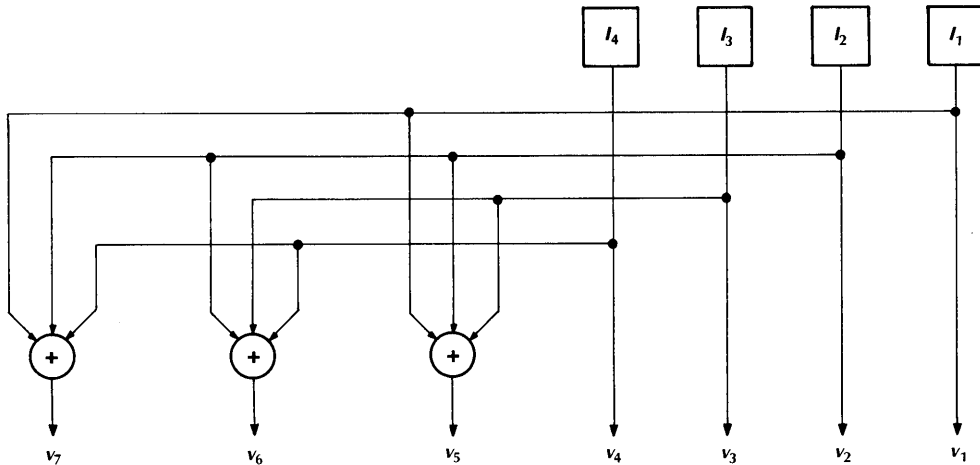 I₄ I₃ I₂ I₁
+ + +
v₇ v₆ v₅ v₄ v₃ v₂ v₁